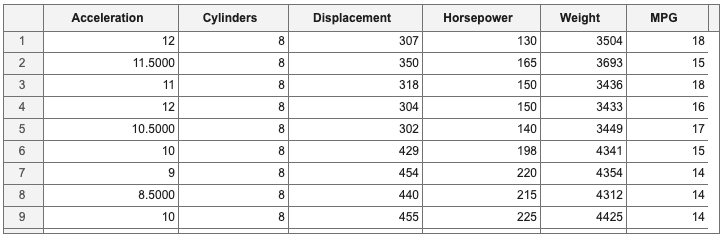 Acceleration Cylinders Displacement Horsepower Weight MPG
1 12 8 307 130 3504 18
2 11.5000 8 350 165 3693 15
3 11 8 318 150 3436 18
4 12 8 304 150 3433 16
5 10.5000 8 302 140 3449 17
6 10 8 429 198 4341 15
7 9 8 454 220 4354 14
8 8.5000 8 440 215 4312 14
9 10 8 455 225 4425 14